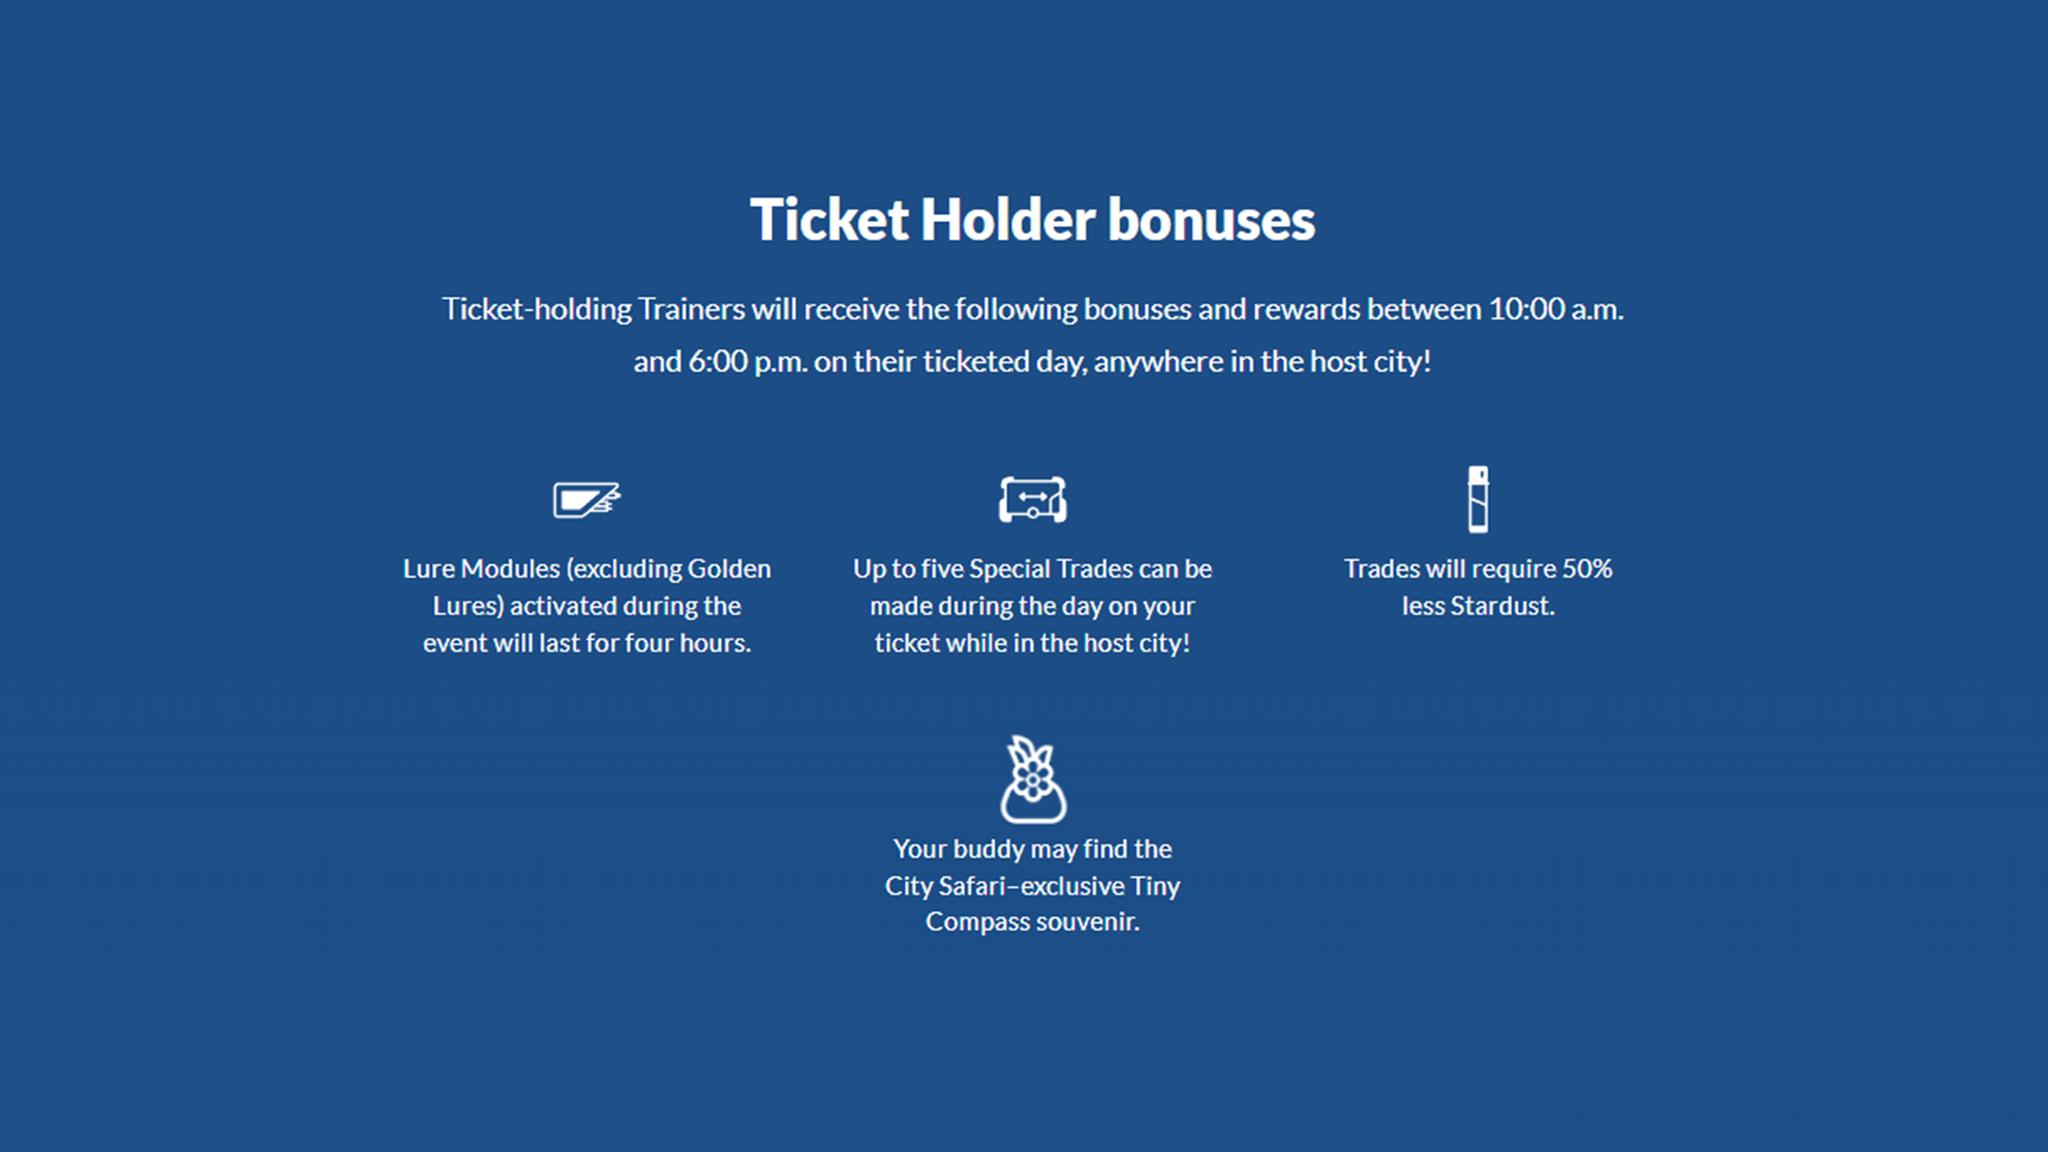 Ticket Holder bonuses
Ticket-holding Trainers will receive the following bonuses and rewards between 10:00 a.m.
and 6:00 p.m. on their ticketed day, anywhere in the host city!
Lure Modules (excluding Golden
Lures) activated during the
event will last for four hours.
Up to five Special Trades can be
made during the day on your
ticket while in the host city!
Trades will require 50%
less Stardust.
Your buddy may find the
City Safari–exclusive Tiny
Compass souvenir.